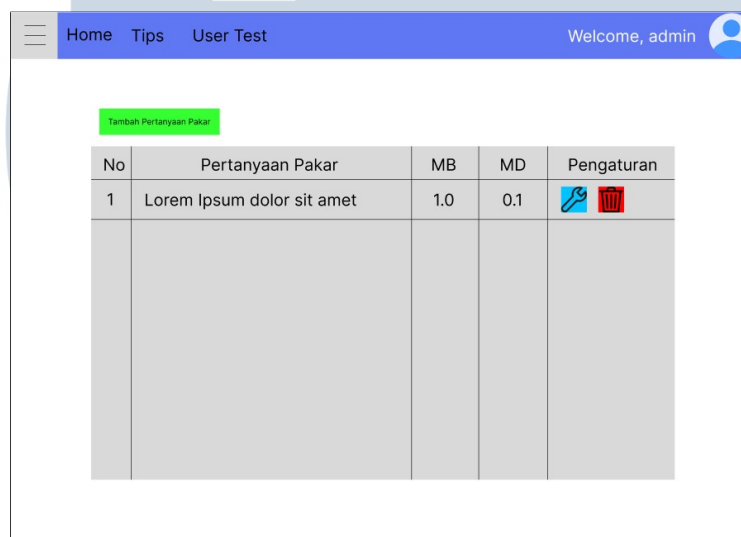 Home Tips User Test Welcome, admin
Tambah Pertanyaan Pakar
No Pertanyaan Pakar MB MD Pengaturan
1 Lorem Ipsum dolor sit amet 1.0 0.1